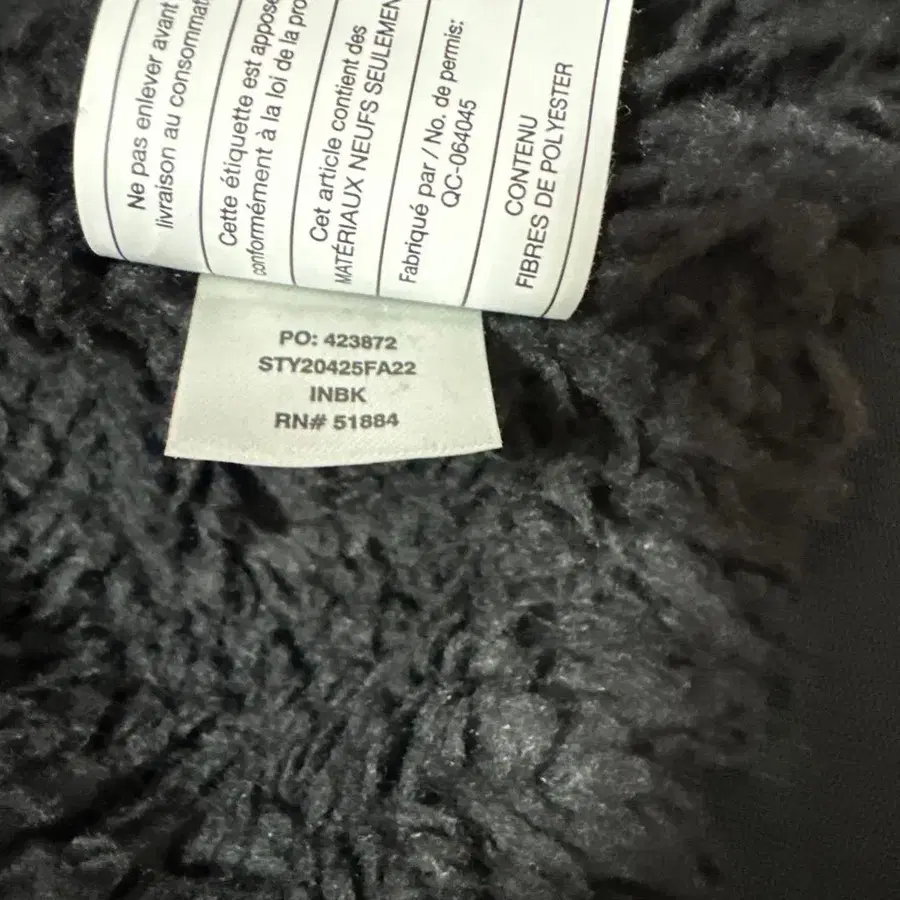 Ne pas enlever avant
livraison au consommat
Cette étiquette est apposé
conformément à la loi de la pro
Cet article contient des
MATÉRIAUX NEUFS SEULEMEN
Fabriqué par / No. de permis:
QC-064045
CONTENU
FIBRES DE POLYESTER
PO: 423872
STY20425FA22
INBK
RN# 51884